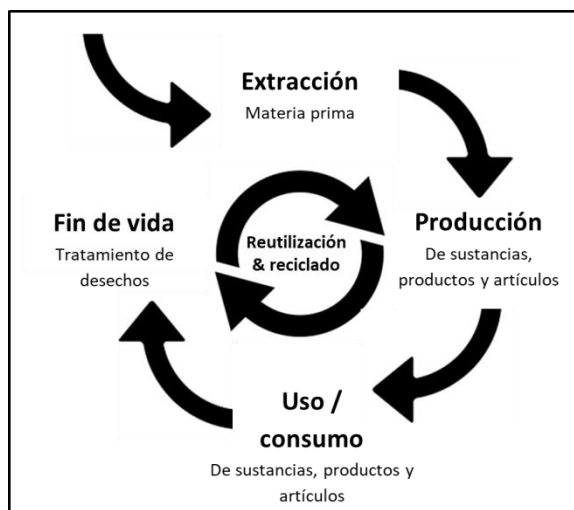 Extracción
Materia prima
Fin de vida
Tratamiento de
desechos
Reutilización
& reciclado
Producción
De sustancias,
productos y artículos
Uso /
consumo
De sustancias, productos y
artículos